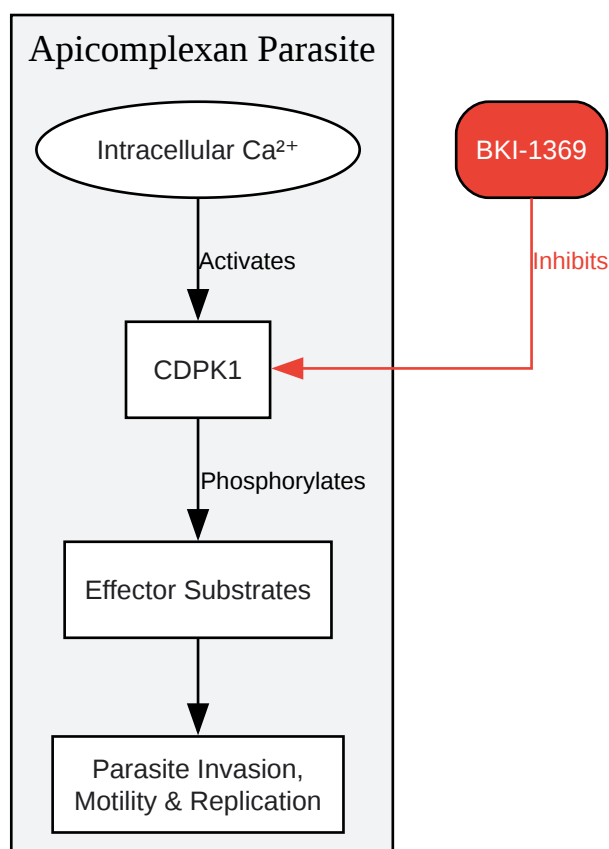 Apicomplexan Parasite
Intracellular Ca²⁺
BKI-1369
Activates
Inhibits
CDPK1
Phosphorylates
Effector Substrates
Parasite Invasion,
Motility & Replication